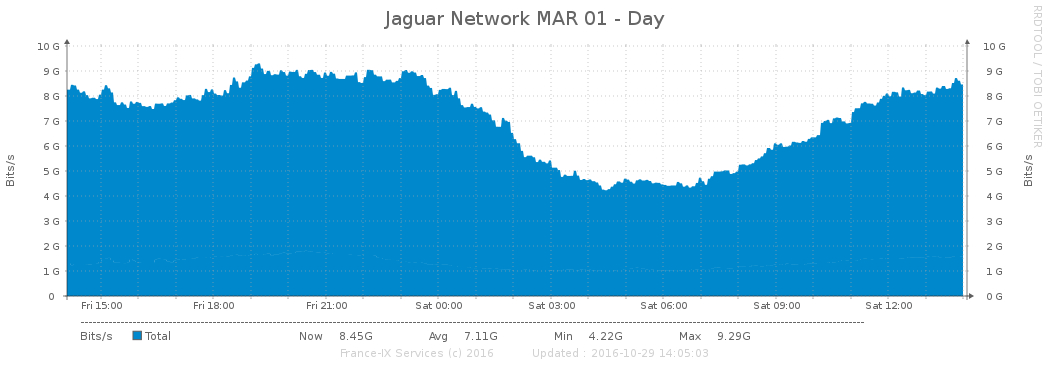 Jaguar Network MAR 01 - Day
RRDTOOL / TOBI OETIKER
Bits/s
10 G
9 G
8 G
7 G
6 G
5 G
4 G
3 G
2 G
1 G
0
10 G
9 G
8 G
7 G
6 G
5 G
4 G
3 G
2 G
1 G
0 G
Bits/s
Fri 15:00 Fri 18:00 Fri 21:00 Sat 00:00 Sat 03:00 Sat 06:00 Sat 09:00 Sat 12:00
Bits/s Total Now 8.45G Avg 7.11G Min 4.22G Max 9.29G
France-IX Services (c) 2016 Updated : 2016-10-29 14:05:03